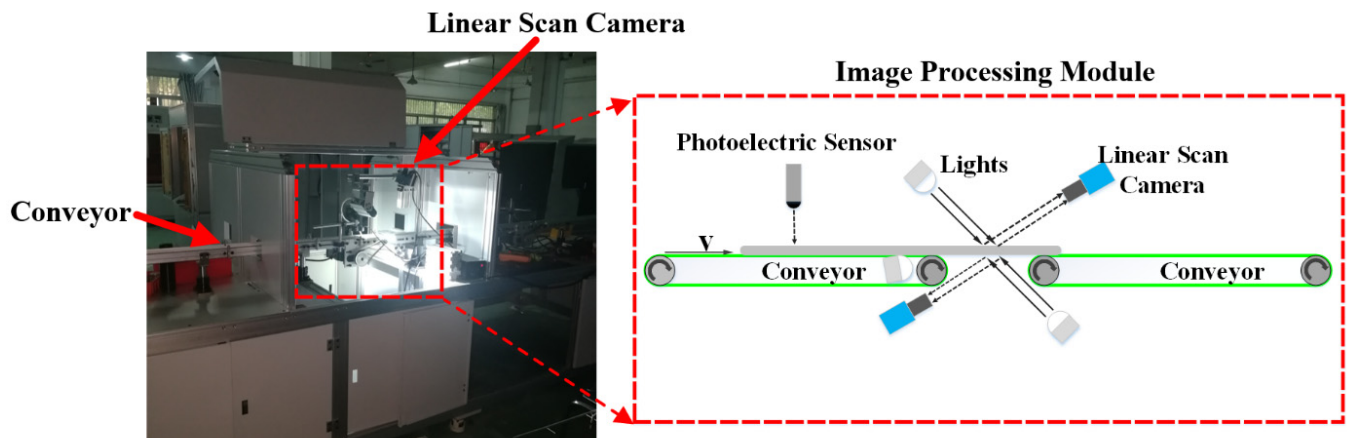 Linear Scan Camera
Conveyor
Image Processing Module
Photoelectric Sensor
Lights
Linear Scan
Camera
V
Conveyor
Conveyor